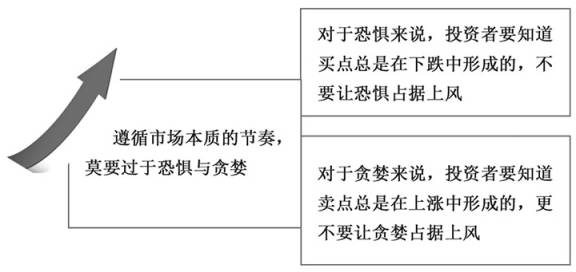 对于恐惧来说，投资者要知道
买点总是在下跌中形成的，不
要让恐惧占据上风
遵循市场本质的节奏，
莫要过于恐惧与贪婪
对于贪婪来说，投资者要知道
卖点总是在上涨中形成的，更
不要让贪婪占据上风